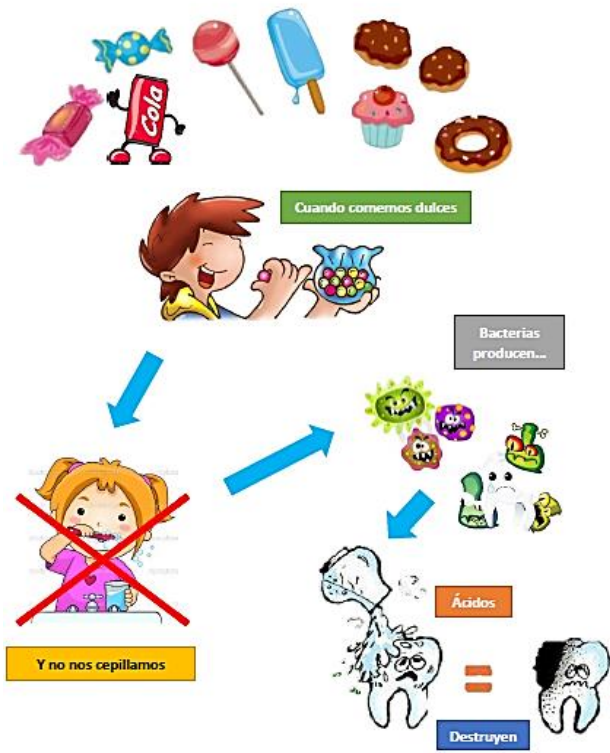 Cola
Cuando comemos dulces
Bacterias
producen...
Y no nos cepillamos
Ácidos
Destruyen